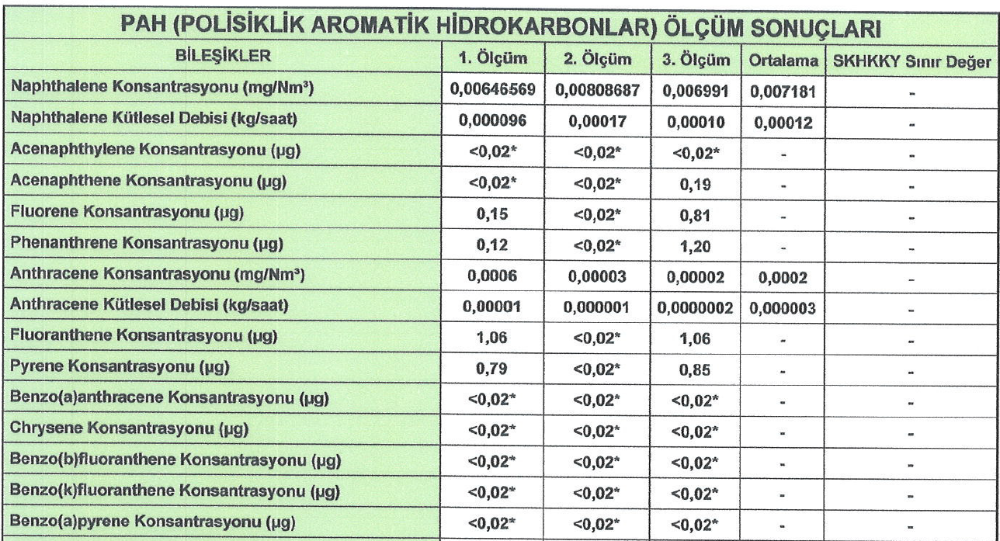 PAH (POLİSİKLİK AROMATİK HİDROKARBONLAR) ÖLÇÜM SONUÇLARI
BİLEŞİKLER 1. Ölçüm 2. Ölçüm 3. Ölçüm Ortalama SKHKKY Sınır Değer
Naphthalene Konsantrasyonu (mg/Nm³) 0,00646569 0,00808687 0,006991 0,007181 -
Naphthalene Kütlesel Debisi (kg/saat) 0,000096 0,00017 0,00010 0,00012 -
Acenaphthylene Konsantrasyonu (µg) <0,02* <0,02* <0,02* - -
Acenaphthene Konsantrasyonu (µg) <0,02* <0,02* 0,19 - -
Fluorene Konsantrasyonu (µg) 0,15 <0,02* 0,81 - -
Phenanthrene Konsantrasyonu (µg) 0,12 <0,02* 1,20 - -
Anthracene Konsantrasyonu (mg/Nm³) 0,0006 0,00003 0,00002 0,0002 -
Anthracene Kütlesel Debisi (kg/saat) 0,00001 0,000001 0,0000002 0,000003 -
Fluoranthene Konsantrasyonu (µg) 1,06 <0,02* 1,06 - -
Pyrene Konsantrasyonu (µg) 0,79 <0,02* 0,85 - -
Benzo(a)anthracene Konsantrasyonu (µg) <0,02* <0,02* <0,02* - -
Chrysene Konsantrasyonu (µg) <0,02* <0,02* <0,02* - -
Benzo(b)fluoranthene Konsantrasyonu (µg) <0,02* <0,02* <0,02* - -
Benzo(k)fluoranthene Konsantrasyonu (µg) <0,02* <0,02* <0,02* - -
Benzo(a)pyrene Konsantrasyonu (µg) <0,02* <0,02* <0,02* - -